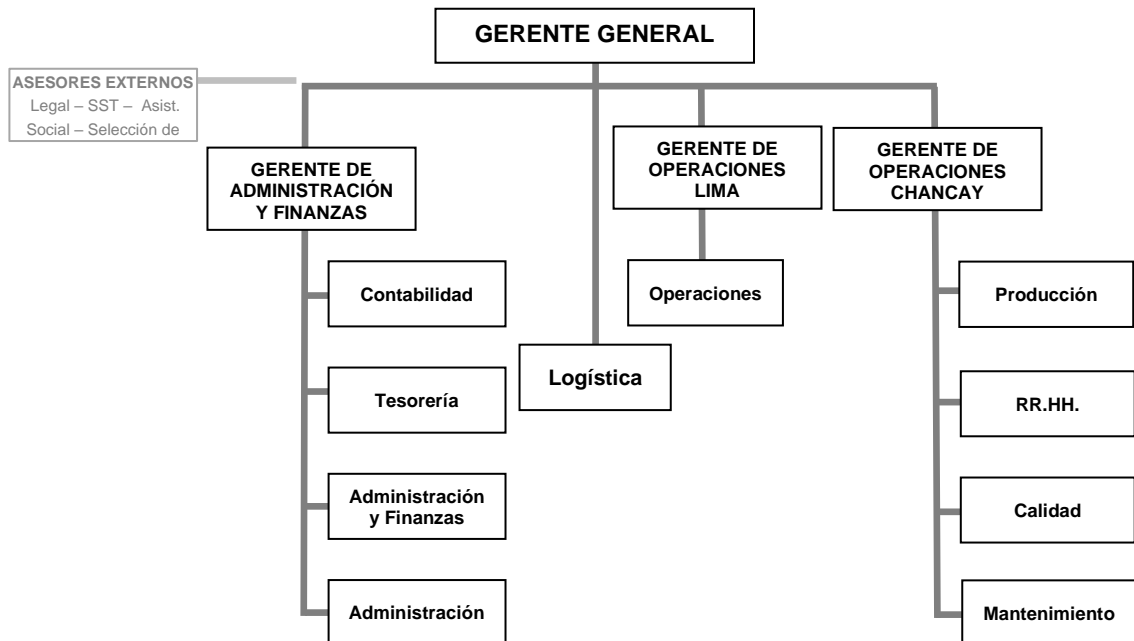 GERENTE GENERAL
ASESORES EXTERNOS
Legal – SST – Asist.
Social – Selección de
GERENTE DE
ADMINISTRACIÓN
Y FINANZAS
GERENTE DE
OPERACIONES
LIMA
GERENTE DE
OPERACIONES
CHANCAY
Contabilidad
Operaciones
Producción
Logística
Tesorería
RR.HH.
Administración
y Finanzas
Calidad
Administración
Mantenimiento